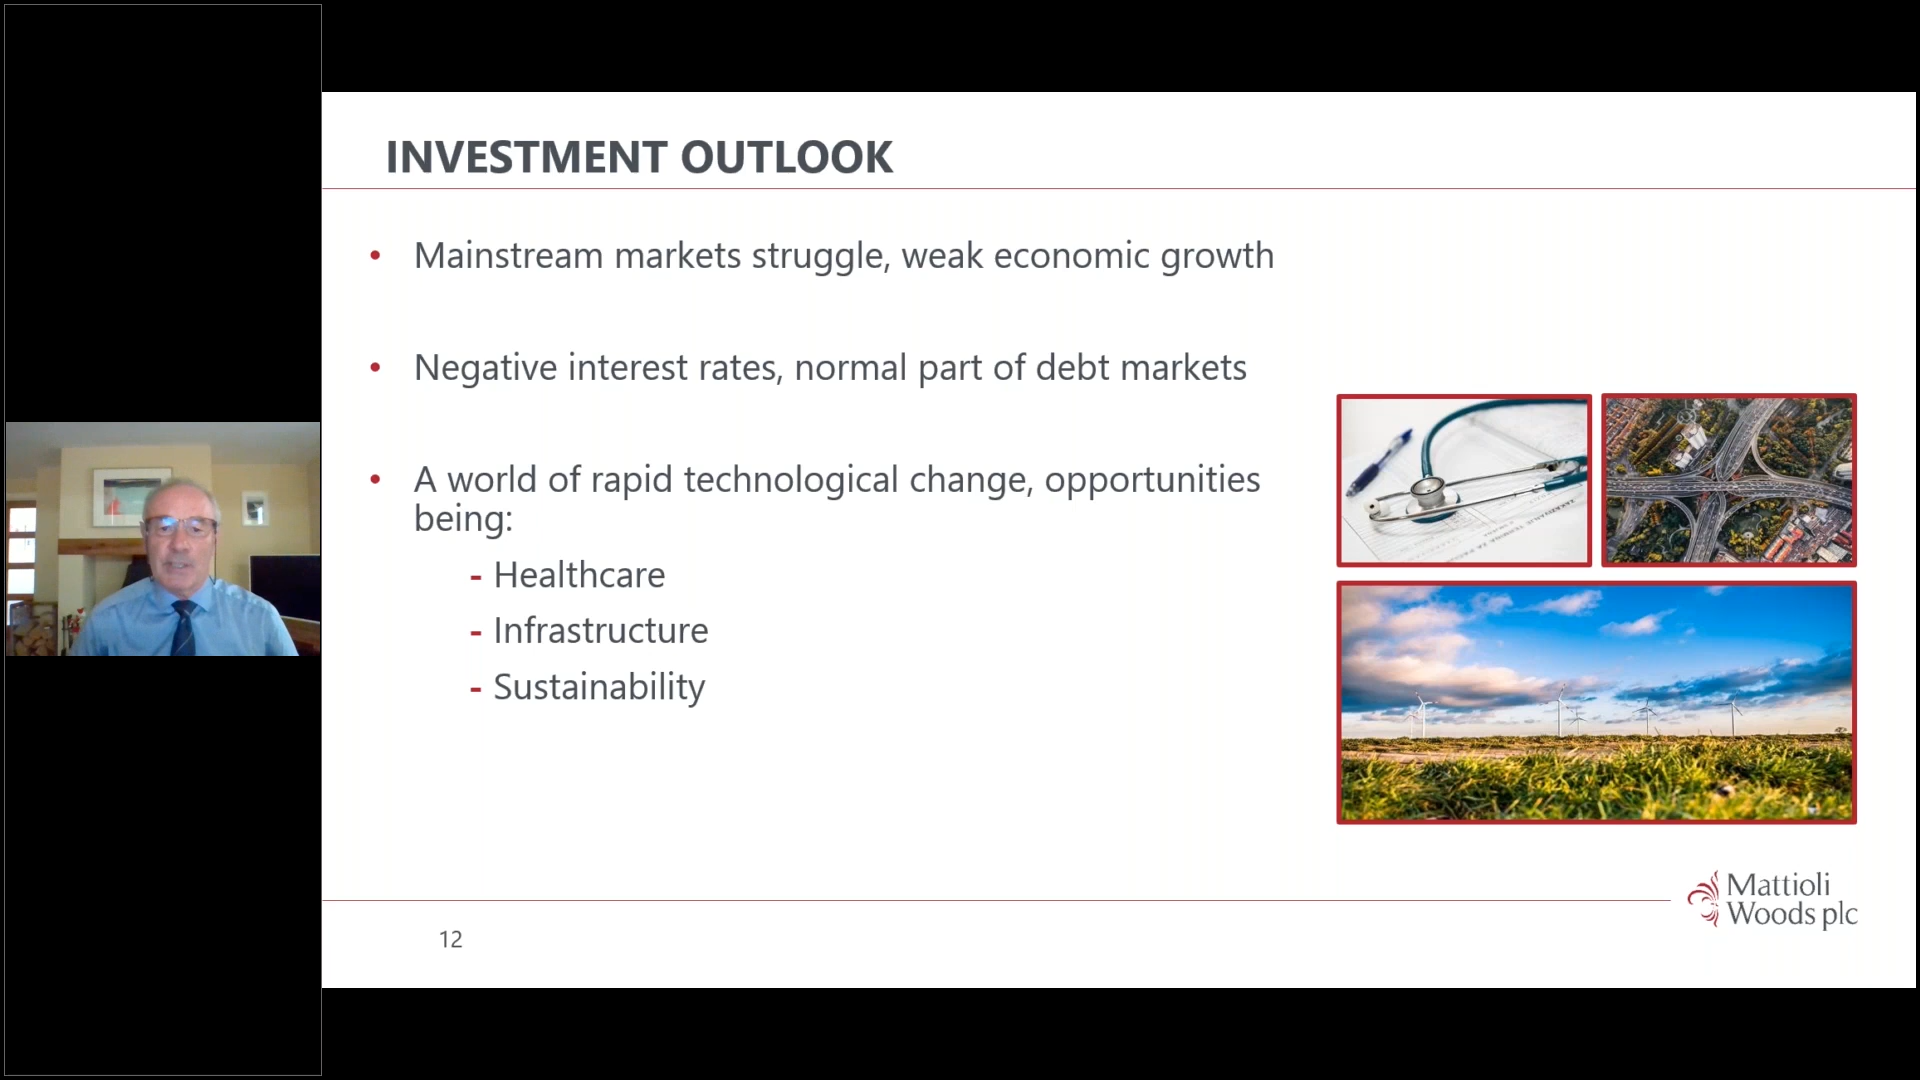 INVESTMENT OUTLOOK
• Mainstream markets struggle, weak economic growth
• Negative interest rates, normal part of debt markets
• A world of rapid technological change, opportunities
being:
- Healthcare
- Infrastructure
- Sustainability
Mattioli
Woods plc
12